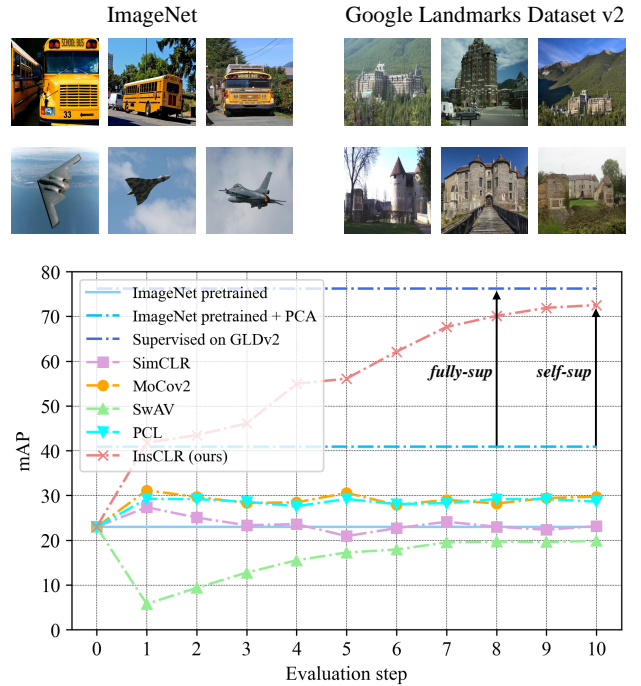 ImageNet
Google Landmarks Dataset v2
SCHOOL BUS
33
80
70
60
50
40
30
20
10
0
mAP
ImageNet pretrained
ImageNet pretrained + PCA
Supervised on GLDv2
SimCLR
MoCov2
SwAV
PCL
InsCLR (ours)
fully-sup
self-sup
0 1 2 3 4 5 6 7 8 9 10
Evaluation step